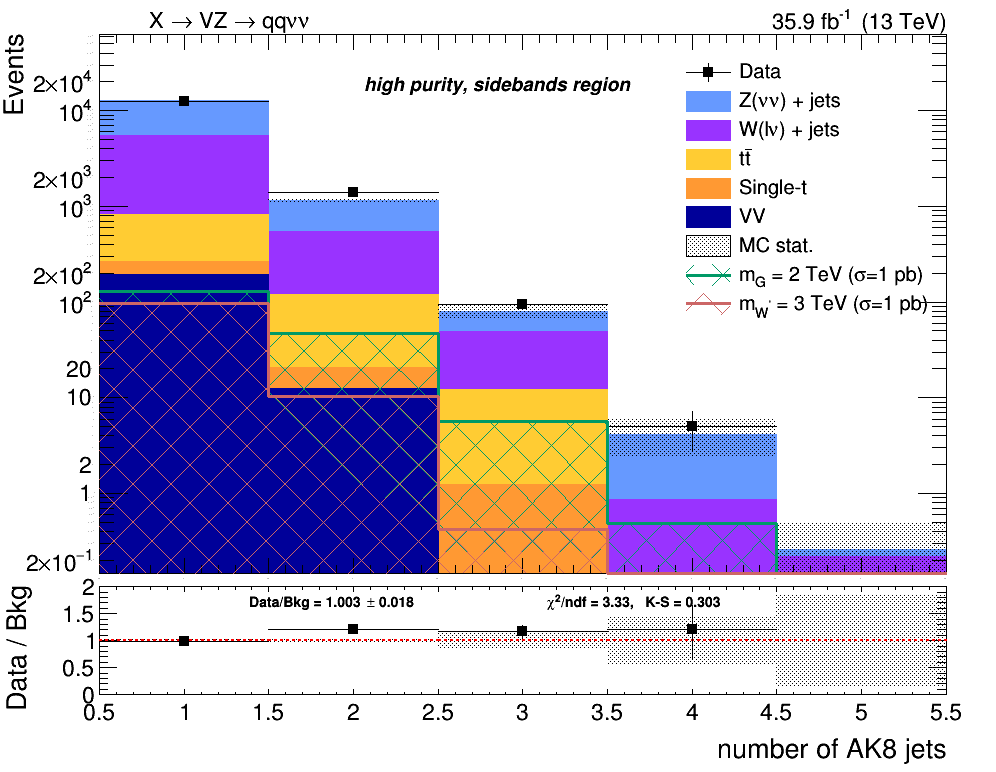 X → VZ → qqνν
35.9 fb⁻¹ (13 TeV)
Events
high purity, sidebands region
Data
Z(νν) + jets
W(lν) + jets
tt̄
Single-t
VV
MC stat.
m_G = 2 TeV (σ=1 pb)
m_W' = 3 TeV (σ=1 pb)
2×10⁴
10⁴
2×10³
10³
2×10²
10²
20
10
2
1
2×10⁻¹
Data / Bkg
Data/Bkg = 1.003 ± 0.018
χ²/ndf = 3.33, K-S = 0.303
2
1.5
1
0.5
0
0.5 1 1.5 2 2.5 3 3.5 4 4.5 5 5.5
number of AK8 jets